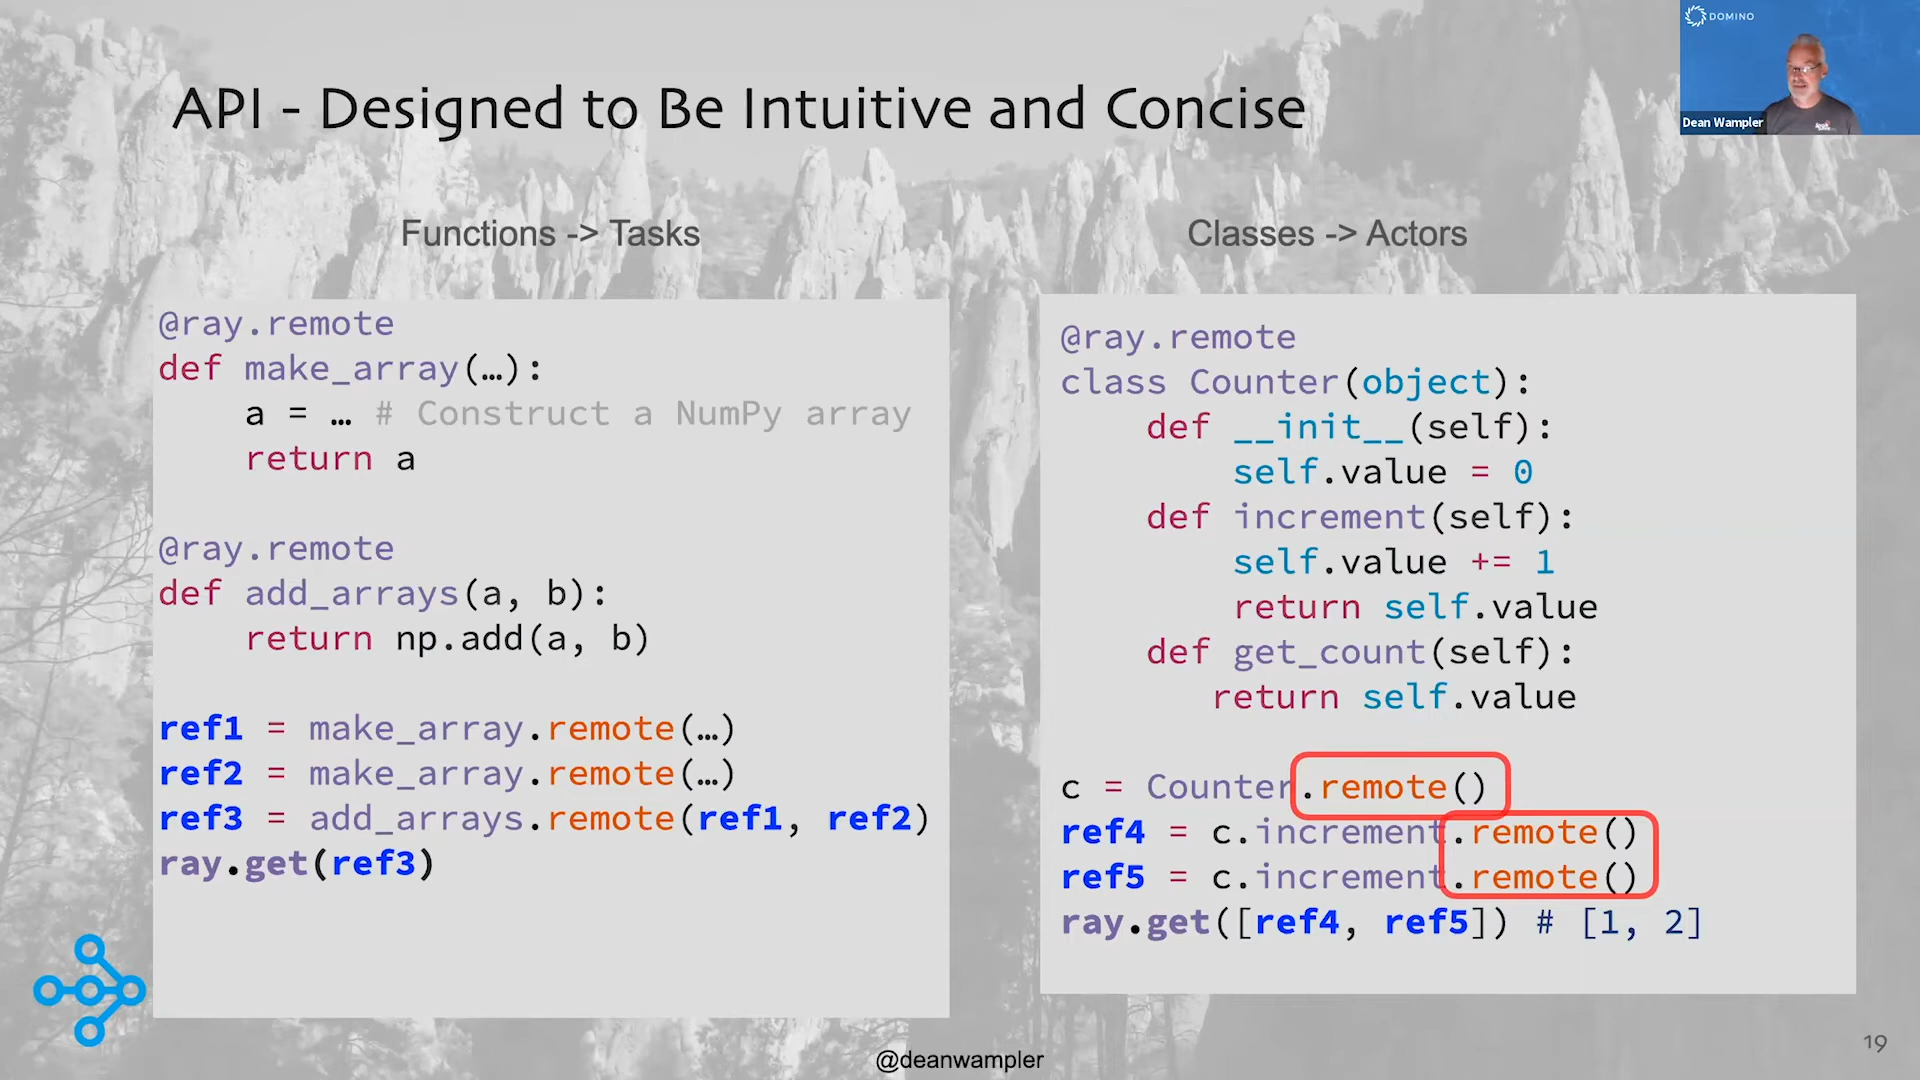 DOMINO
Dean Wampler
API - Designed to Be Intuitive and Concise
Functions -> Tasks
@ray.remote
def make_array(…):
    a = … # Construct a NumPy array
    return a
@ray.remote
def add_arrays(a, b):
    return np.add(a, b)
ref1 = make_array.remote(…)
ref2 = make_array.remote(…)
ref3 = add_arrays.remote(ref1, ref2)
ray.get(ref3)
Classes -> Actors
@ray.remote
class Counter(object):
    def __init__(self):
        self.value = 0
    def increment(self):
        self.value += 1
        return self.value
    def get_count(self):
       return self.value
c = Counter.remote()
ref4 = c.increment.remote()
ref5 = c.increment.remote()
ray.get([ref4, ref5]) # [1, 2]
@deanwampler
19